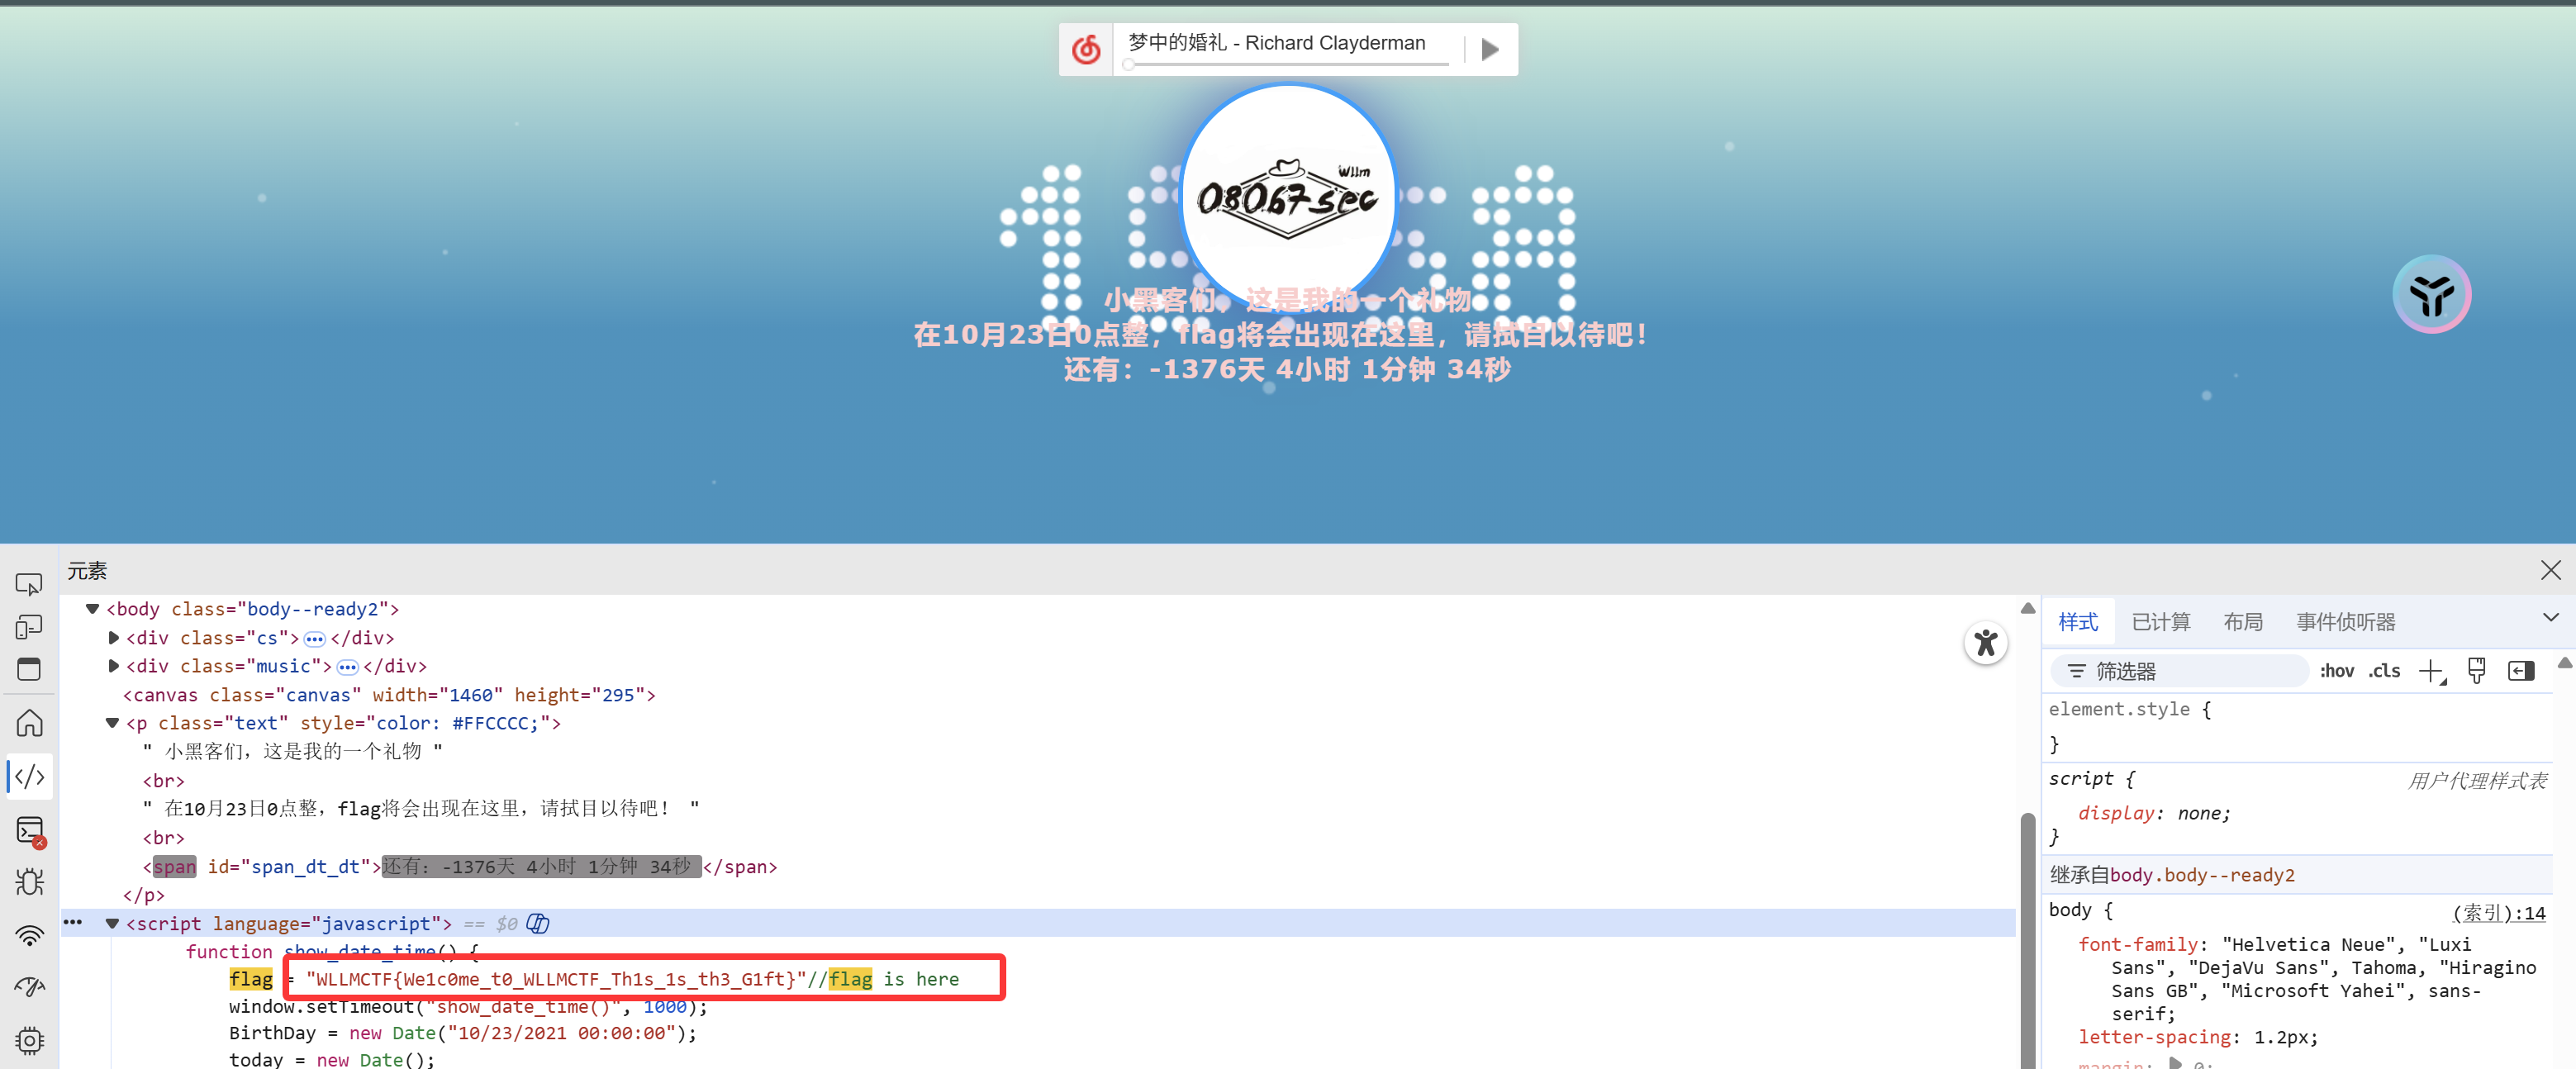 梦中的婚礼 - Richard Clayderman
Wllm
08067sec
小黑客们，这是我的一个礼物
在10月23日0点整，flag将会出现在这里，请拭目以待吧！
还有：-1376天 4小时 1分钟 34秒
元素
<body class="body--ready2">
<div class="cs">…</div>
<div class="music">…</div>
<canvas class="canvas" width="1460" height="295">
<p class="text" style="color: #FFCCCC;">
" 小黑客们，这是我的一个礼物 "
<br>
" 在10月23日0点整，flag将会出现在这里，请拭目以待吧！ "
<br>
<span id="span_dt_dt">还有：-1376天 4小时 1分钟 34秒 </span>
</p>
<script language="javascript"> == $0
function show_date_time() {
flag = "WLLMCTF{We1c0me_t0_WLLMCTF_Th1s_1s_th3_G1ft}"//flag is here
window.setTimeout("show_date_time()", 1000);
BirthDay = new Date("10/23/2021 00:00:00");
today = new Date();
样式 已计算 布局 事件侦听器
筛选器 :hov .cls
element.style {
}
script { 用户代理样式表
display: none;
}
继承自body.body--ready2
body { (索引):14
font-family: "Helvetica Neue", "Luxi
Sans", "DejaVu Sans", Tahoma, "Hiragino
Sans GB", "Microsoft Yahei", sans-
serif;
letter-spacing: 1.2px;
margin: 0;